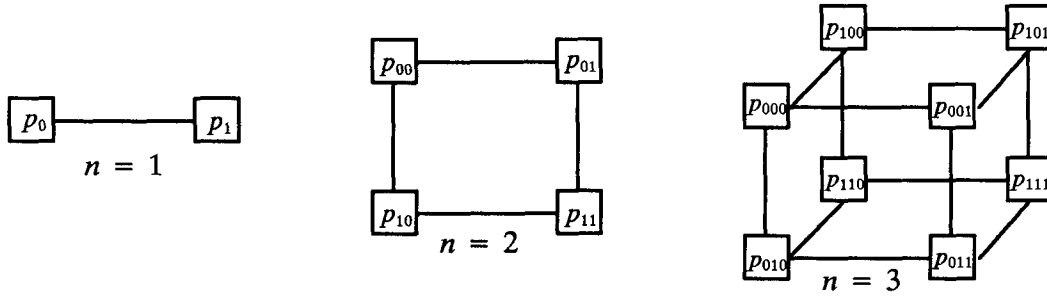 p₀ p₁
n = 1
p₀₀ p₀₁
p₁₀ p₁₁
n = 2
p₁₀₀ p₁₀₁
p₀₀₀ p₀₀₁
p₁₁₀ p₁₁₁
p₀₁₀ p₀₁₁
n = 3